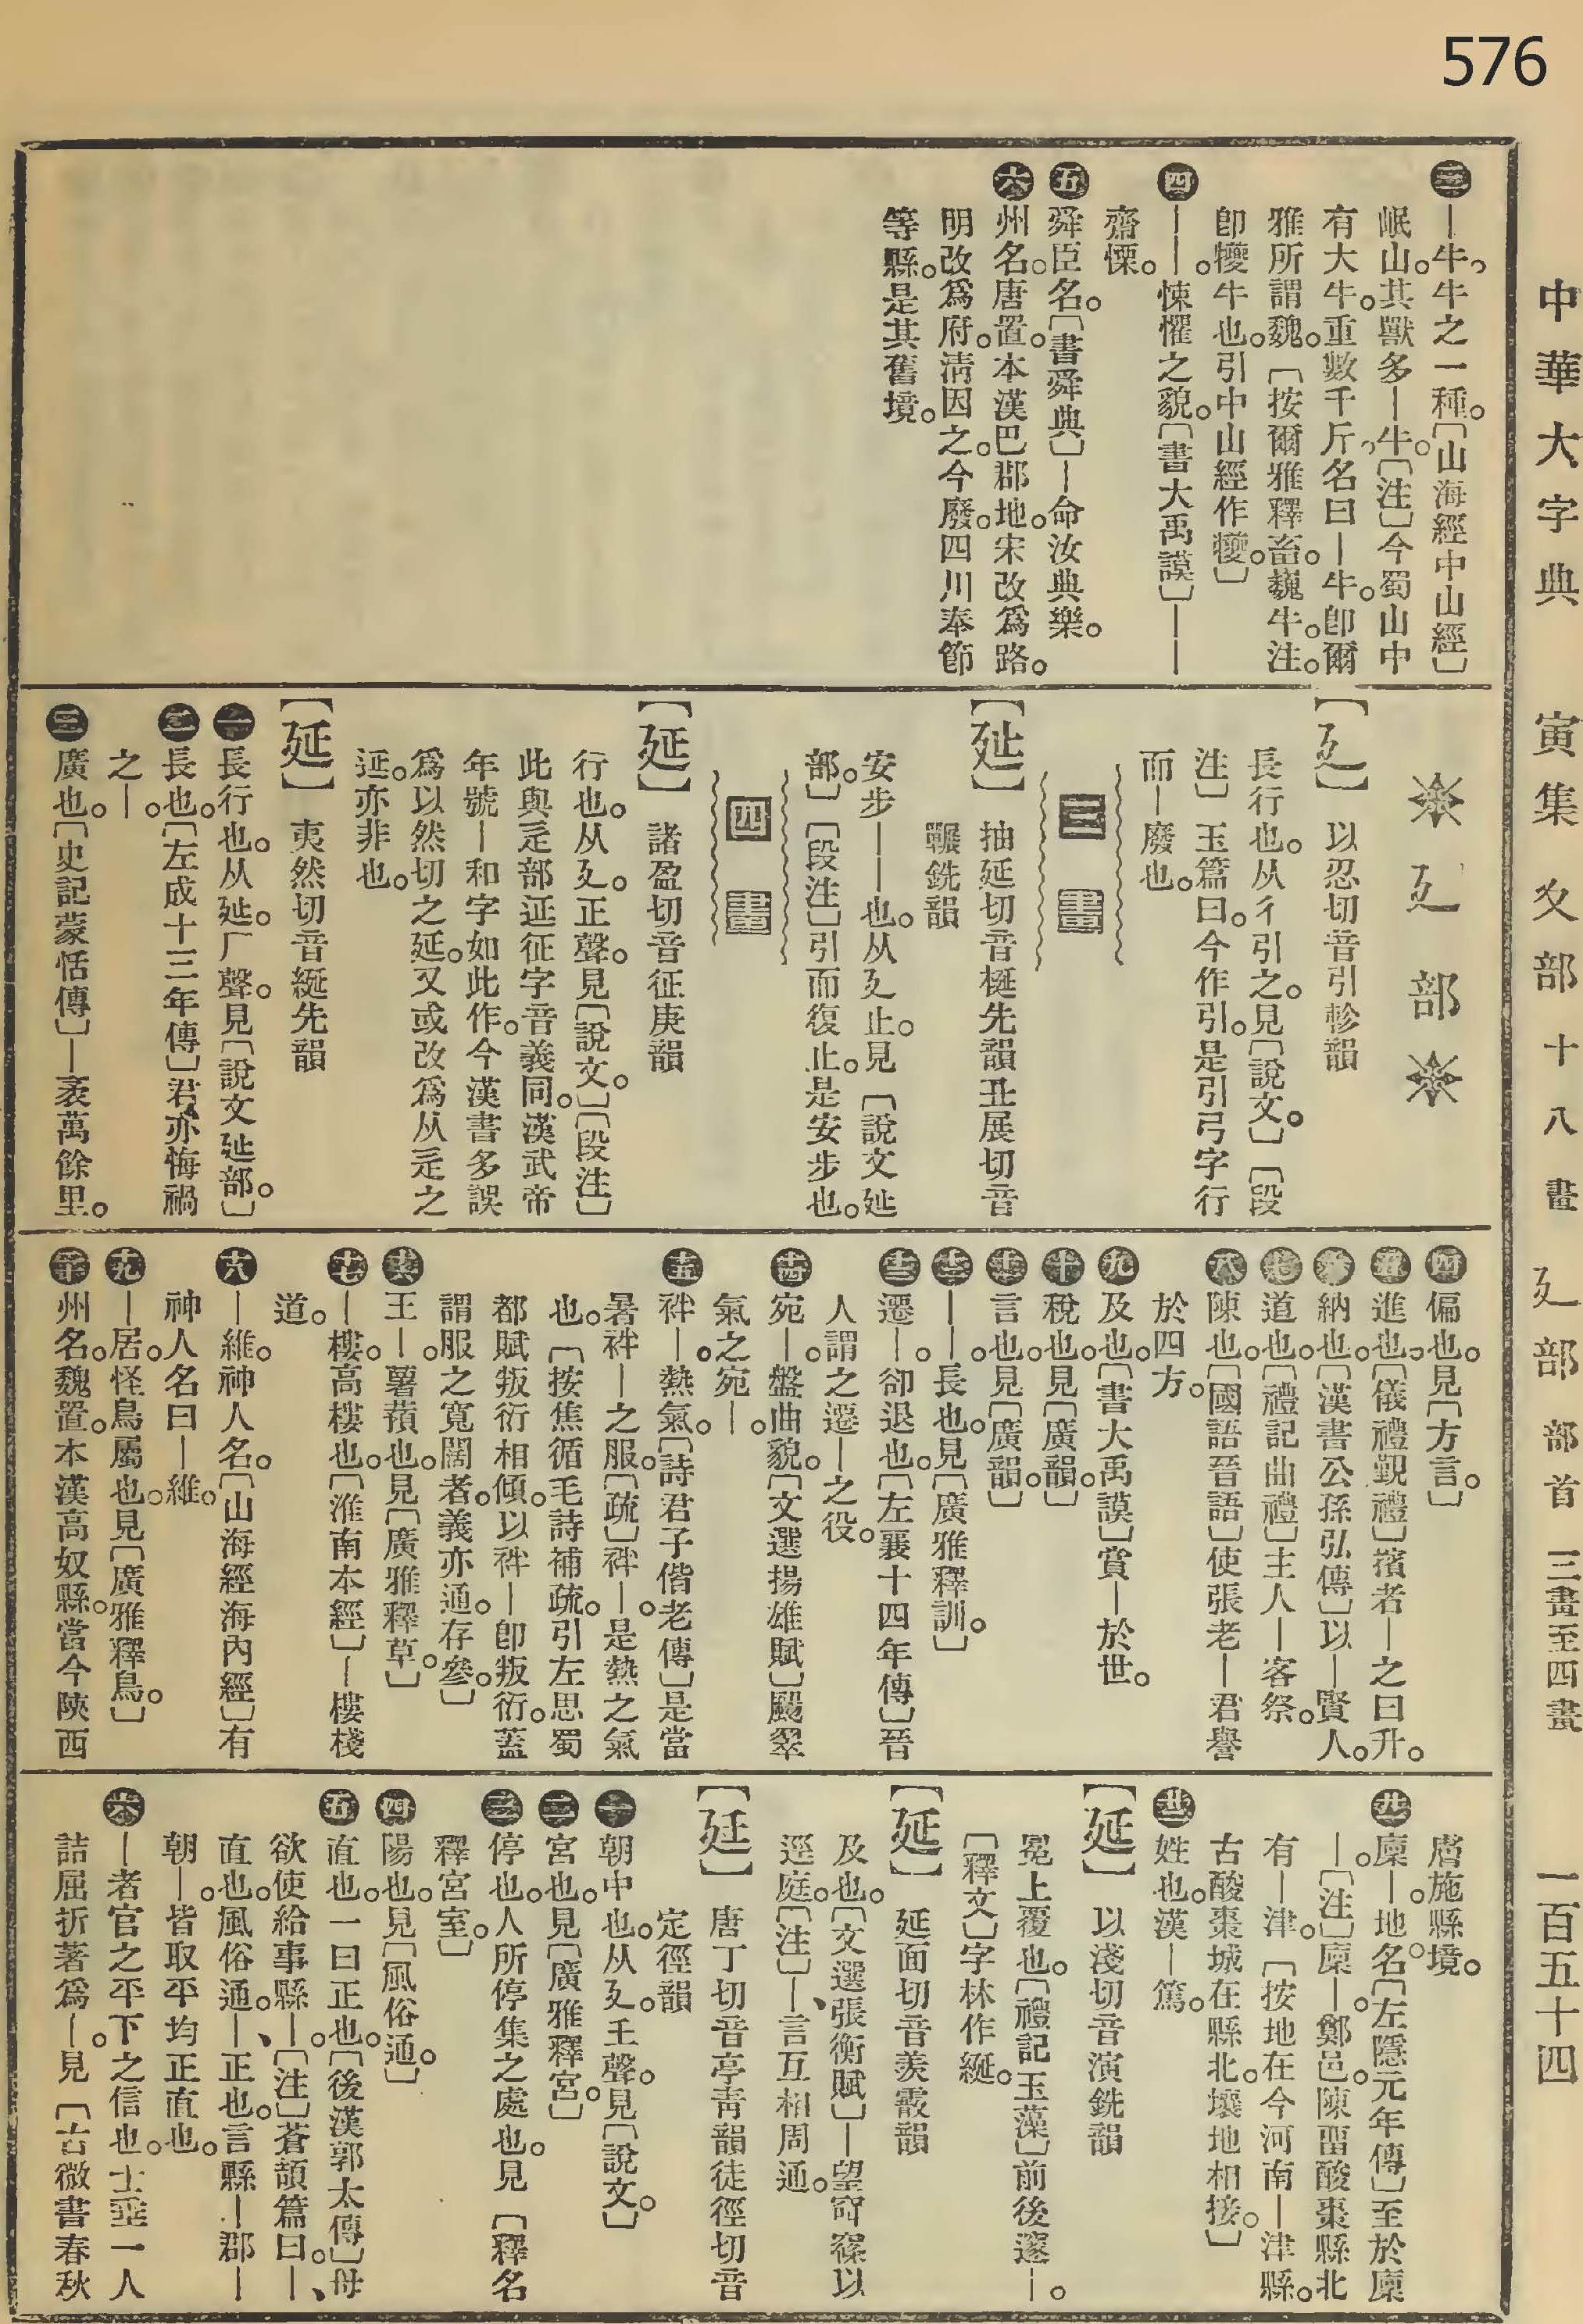 576
中華大字典　寅集　夊部　十八畫　廴部　部首　三畫至四畫　一百五十四
㊂｜牛。牛之一種。〔山海經中山經〕
岷山。其獸多｜牛。〔注〕今蜀山中
有大牛。重數千斤。名曰｜牛。卽爾
雅所謂魏。〔按爾雅釋畜。巍牛。注。
卽犪牛也。引中山經作犪。〕
㊃｜｜。悚懼之貌。〔書大禹謨〕｜｜
齋慄。
㊄舜臣名。〔書舜典〕｜命汝典樂。
㊅州名。唐置。本漢巴郡地。宋改爲路。
明改爲府。淸因之。今廢。四川奉節
等縣。是其舊境。
廴部
【廴】以忍切音引軫韻
長行也。从彳引之。見〔說文。〕〔段
注〕玉篇曰。今作引。是引弓字行
而｜廢也。
三畫
【㢟】抽延切音梴先韻丑展切音
囅銑韻
安步｜｜也。从廴止。見〔說文㢟
部。〕〔段注〕引而復止。是安步也。
四畫
【延】諸盈切音征庚韻
行也。从廴。正聲。見〔說文。〕〔段注〕
此與辵部𨒌征字音義同。漢武帝
年號｜和字如此作。今漢書多誤
爲以然切之延。又或改爲从辵之
𨒌。亦非也。
【延】夷然切音綖先韻
㊀長行也。从㢟。厂聲。見〔說文㢟部。〕
㊁長也。〔左成十三年傳〕君亦悔禍
之｜。
㊂廣也。〔史記蒙恬傳〕｜袤萬餘里。
㊃偏也。見〔方言。〕
㊄進也。〔儀禮覲禮〕擯者｜之曰升。
㊅納也。〔漢書公孫弘傳〕以｜賢人。
㊆道也。〔禮記曲禮〕主人｜客祭。
㊇陳也。〔國語晉語〕使張老｜君譽
於四方。
㊈及也。〔書大禹謨〕賞｜於世。
㊉稅也。見〔廣韻。〕
十一言也。見〔廣韻。〕
十二｜｜。長也。見〔廣雅釋訓。〕
十三遷｜。卻退也。〔左襄十四年傳〕晉
人謂之遷｜之役。
十四宛｜。盤曲貌。〔文選揚雄賦〕颺翠
氣之宛｜。
十五袢｜。熱氣。〔詩君子偕老傳〕是當
暑袢｜之服。〔疏〕袢｜。是熱之氣
也。〔按焦循毛詩補疏。引左思蜀
都賦叛衍相傾。以袢｜卽叛衍。蓋
謂服之寬闊者。義亦通。存參。〕
十六王｜。薯蕷也。見〔廣雅釋草。〕
十七｜樓。高樓也。〔淮南本經〕｜樓棧
道。
十八｜維。神人名。〔山海經海內經〕有
神人名曰｜維。
十九｜居。怪鳥屬也。見〔廣雅釋鳥。〕
二十州名。魏置。本漢高奴縣。當今陝西
膚施縣境。
廿一廩｜。地名。〔左隱元年傳〕至於廩
｜。〔注〕廩｜。鄭邑。陳畱酸棗縣北
有｜津。〔按地在今河南｜津縣。
古酸棗城在縣北。壤地相接。〕
廿二姓也。漢｜篤。
【延】以淺切音演銑韻
冕上覆也。〔禮記玉藻〕前後邃｜。
〔釋文〕字林作綖。
【延】延面切音羨霰韻
及也。〔文選張衡賦〕｜望𥦗窱以
逕庭。〔注〕｜、言互相周通。
【廷】唐丁切音亭靑韻徒徑切音
定徑韻
㊀朝中也。从廴。𡈼聲。見〔說文。〕
㊁宮也。見〔廣雅釋宮。〕
㊂停也。人所停集之處也。見〔釋名
釋宮室。〕
㊃陽也。見〔風俗通。〕
㊄直也。一曰正也。〔後漢郭太傳〕母
欲使給事縣｜。〔注〕蒼頡篇曰。｜、
直也。風俗通。｜、正也。言縣｜郡｜
朝｜。皆取平均正直也。
㊅｜者官之平下之信也。士垩一人
詰屈折著爲｜。見〔古微書春秋